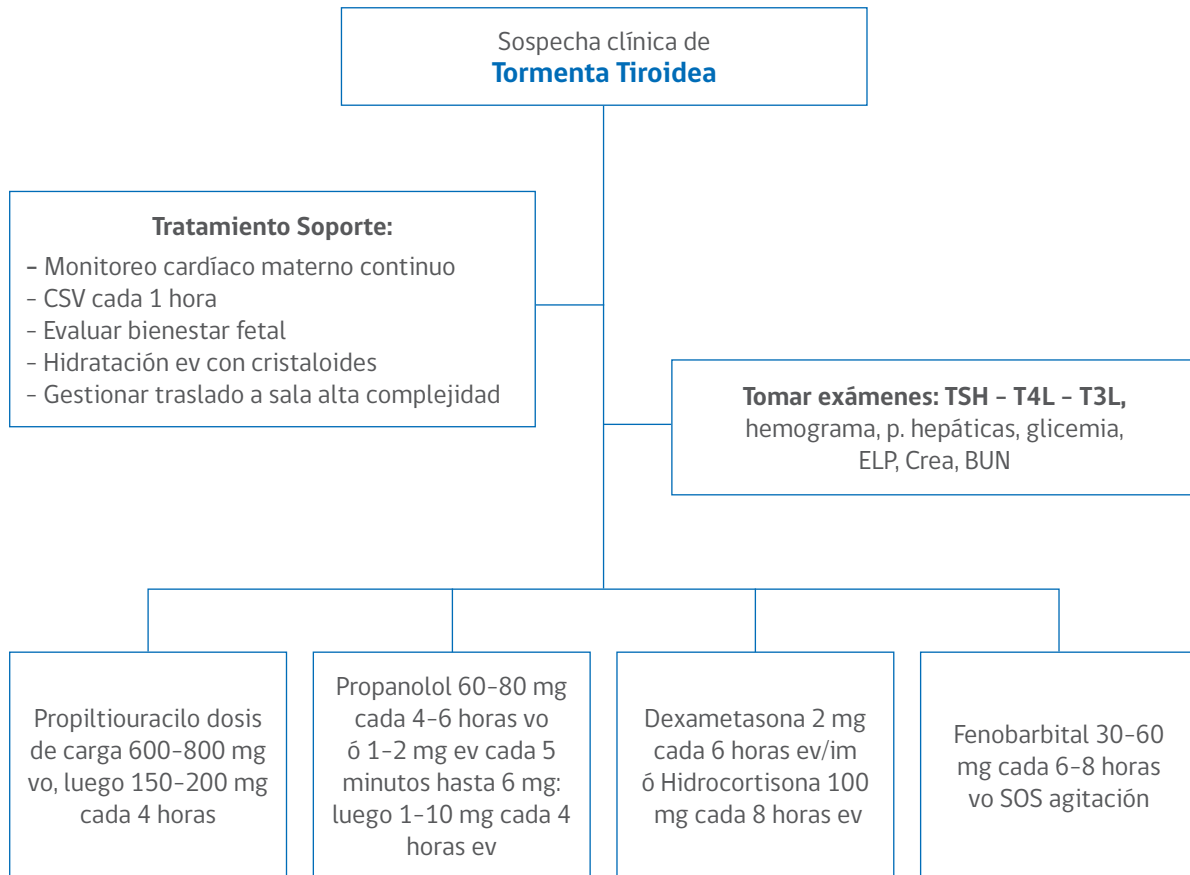 Sospecha clínica de
Tormenta Tiroidea
Tratamiento Soporte:
- Monitoreo cardíaco materno continuo
- CSV cada 1 hora
- Evaluar bienestar fetal
- Hidratación ev con cristaloides
- Gestionar traslado a sala alta complejidad
Tomar exámenes: TSH - T4L - T3L,
hemograma, p. hepáticas, glicemia,
ELP, Crea, BUN
Propiltiouracilo dosis
de carga 600-800 mg
vo, luego 150-200 mg
cada 4 horas
Propanolol 60-80 mg
cada 4-6 horas vo
ó 1-2 mg ev cada 5
minutos hasta 6 mg:
luego 1-10 mg cada 4
horas ev
Dexametasona 2 mg
cada 6 horas ev/im
ó Hidrocortisona 100
mg cada 8 horas ev
Fenobarbital 30-60
mg cada 6-8 horas
vo SOS agitación